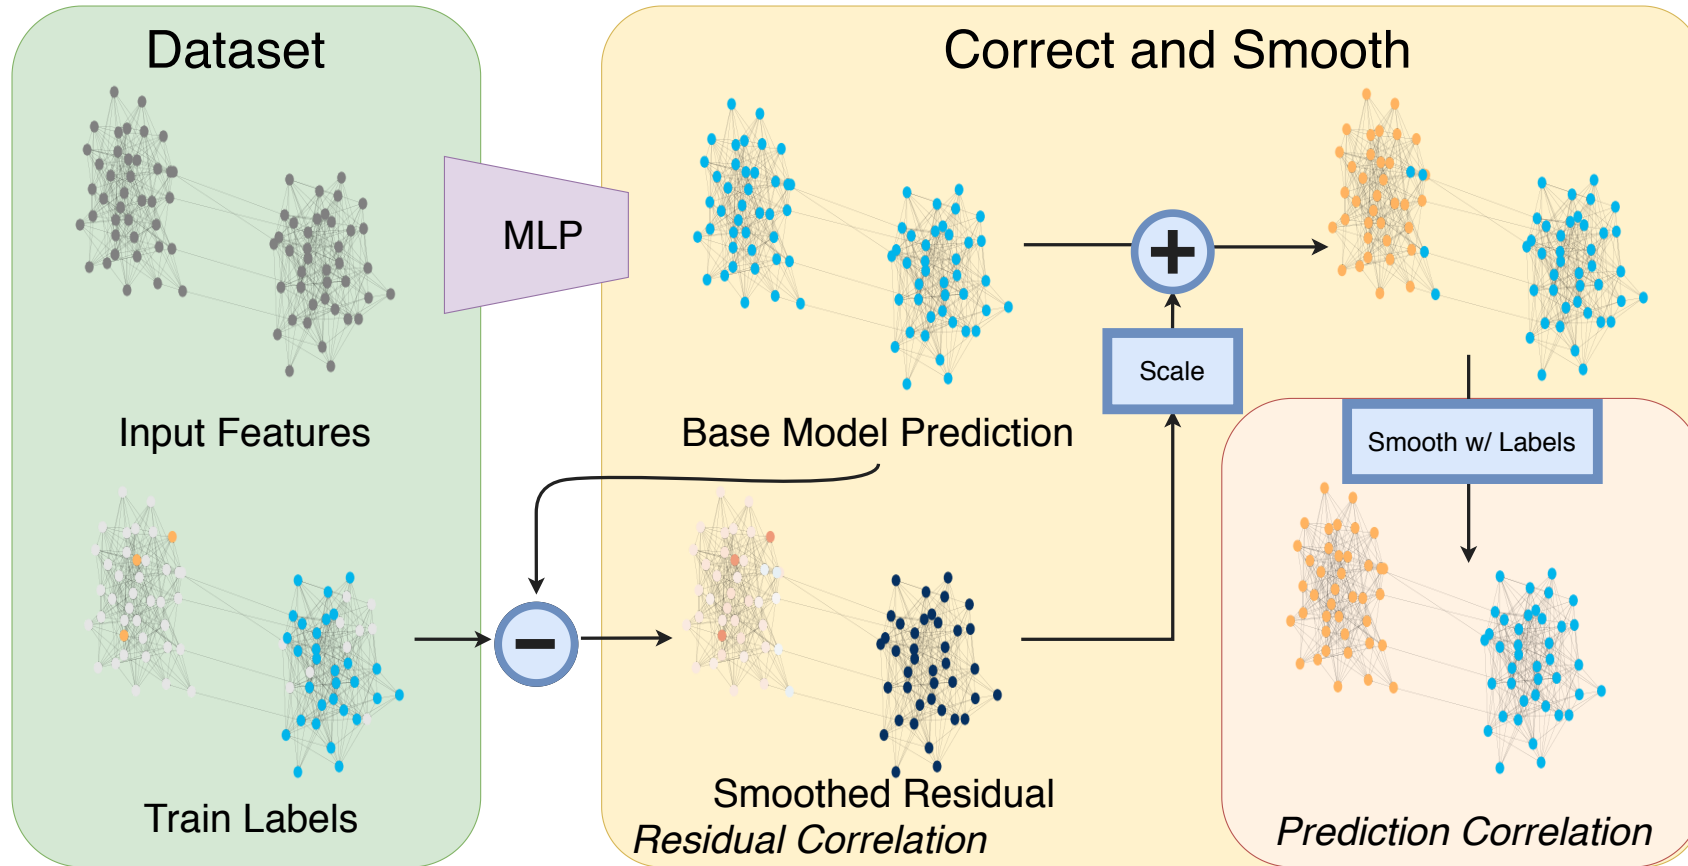 Dataset
Correct and Smooth
MLP
Scale
Input Features
Base Model Prediction
Smooth w/ Labels
Train Labels
Smoothed Residual
Residual Correlation
Prediction Correlation